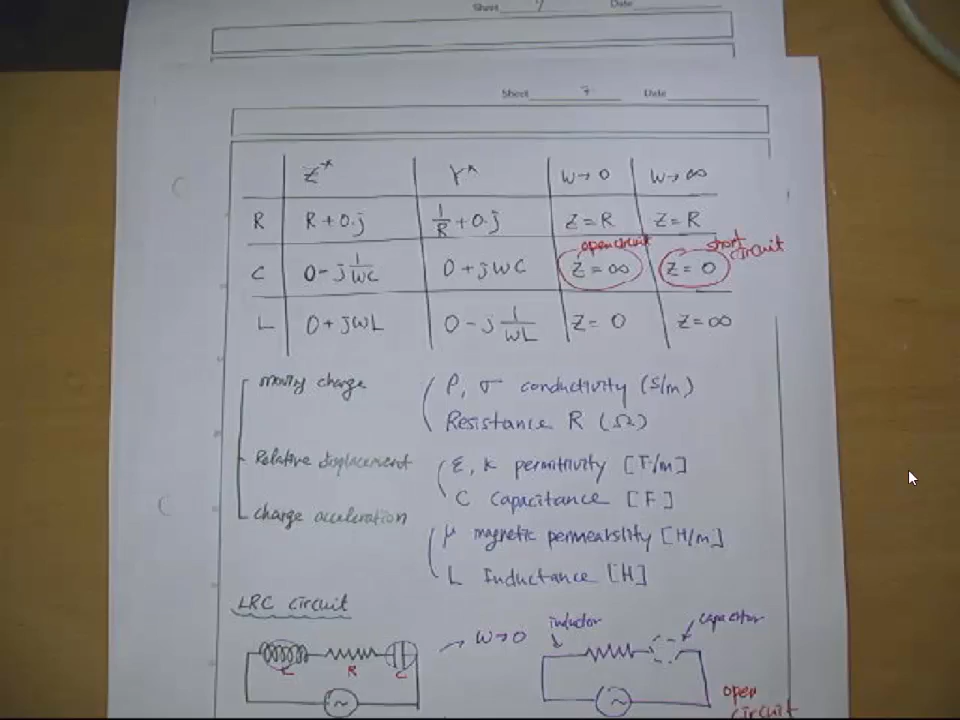 Sheet 7 Date
Sheet 7 Date
Z* Y* W→0 W→∞
R R+0.j 1/R+0.j Z=R Z=R
open circuit short circuit
C 0-j 1/WC 0+jWC Z=∞ Z=0
L 0+jWL 0-j 1/WL Z=0 Z=∞
moving charge ρ, σ conductivity (S/m)
Resistance R (Ω)
Relative displacement ε, K permitivity [F/m]
C Capacitance [F]
charge accleration μ magnetic permeability [H/m]
L Inductance [H]
LRC circuit
L R C → W→0 inductor capacitor
open circuit